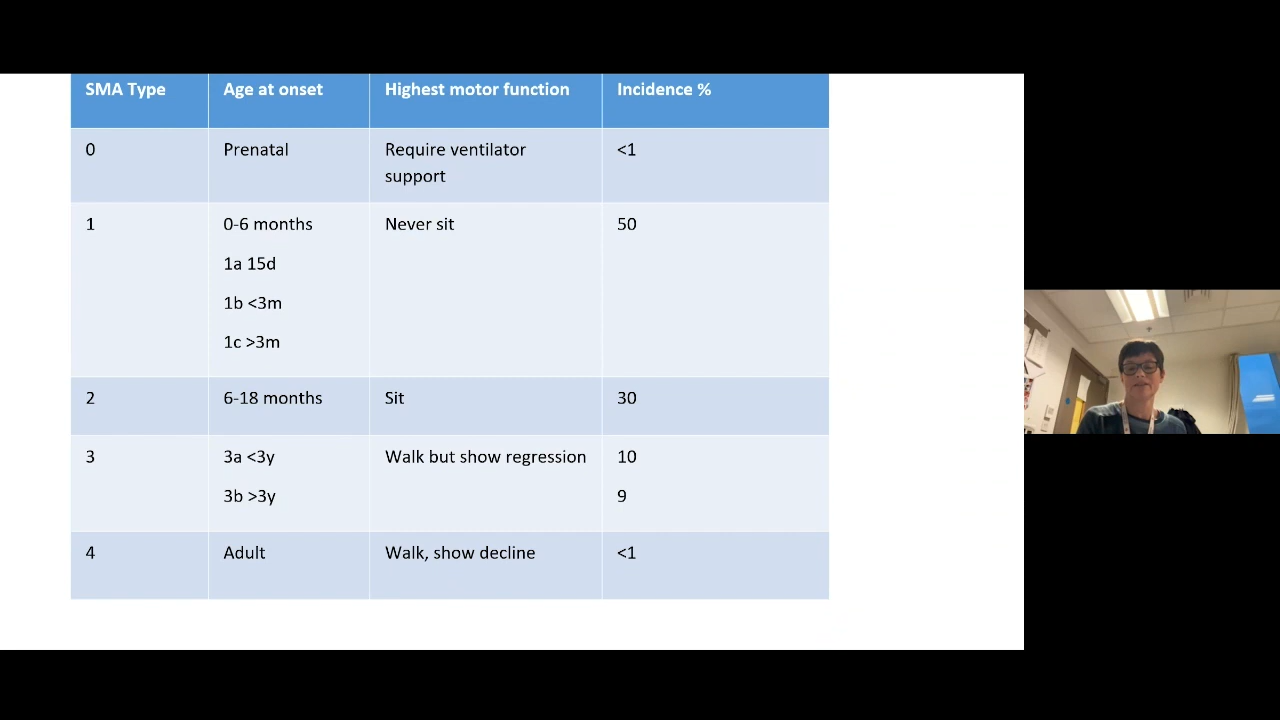 SMA Type Age at onset Highest motor function Incidence %
0 Prenatal Require ventilator <1
support
1 0-6 months Never sit 50
1a 15d
1b <3m
1c >3m
2 6-18 months Sit 30
3 3a <3y Walk but show regression 10
3b >3y 9
4 Adult Walk, show decline <1